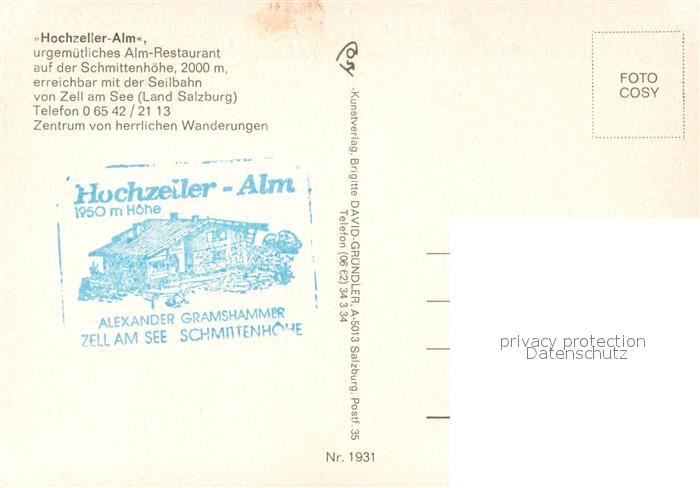 »Hochzeller-Alm«,
urgemütliches Alm-Restaurant
auf der Schmittenhöhe, 2000 m,
erreichbar mit der Seilbahn
von Zell am See (Land Salzburg)
Telefon 0 65 42 / 21 13
Zentrum von herrlichen Wanderungen
Hochzeller - Alm
1950 m Höhe
ALEXANDER GRAMSHAMMER
ZELL AM SEE SCHMITTENHÖHE
Cosy
-Kunstverlag, Brigitte DAVID-GRÜNDLER, A-5013 Salzburg, Postf. 35
Telefon (06 62) 34 3 34
Nr. 1931
FOTO
COSY
privacy protection
Datenschutz